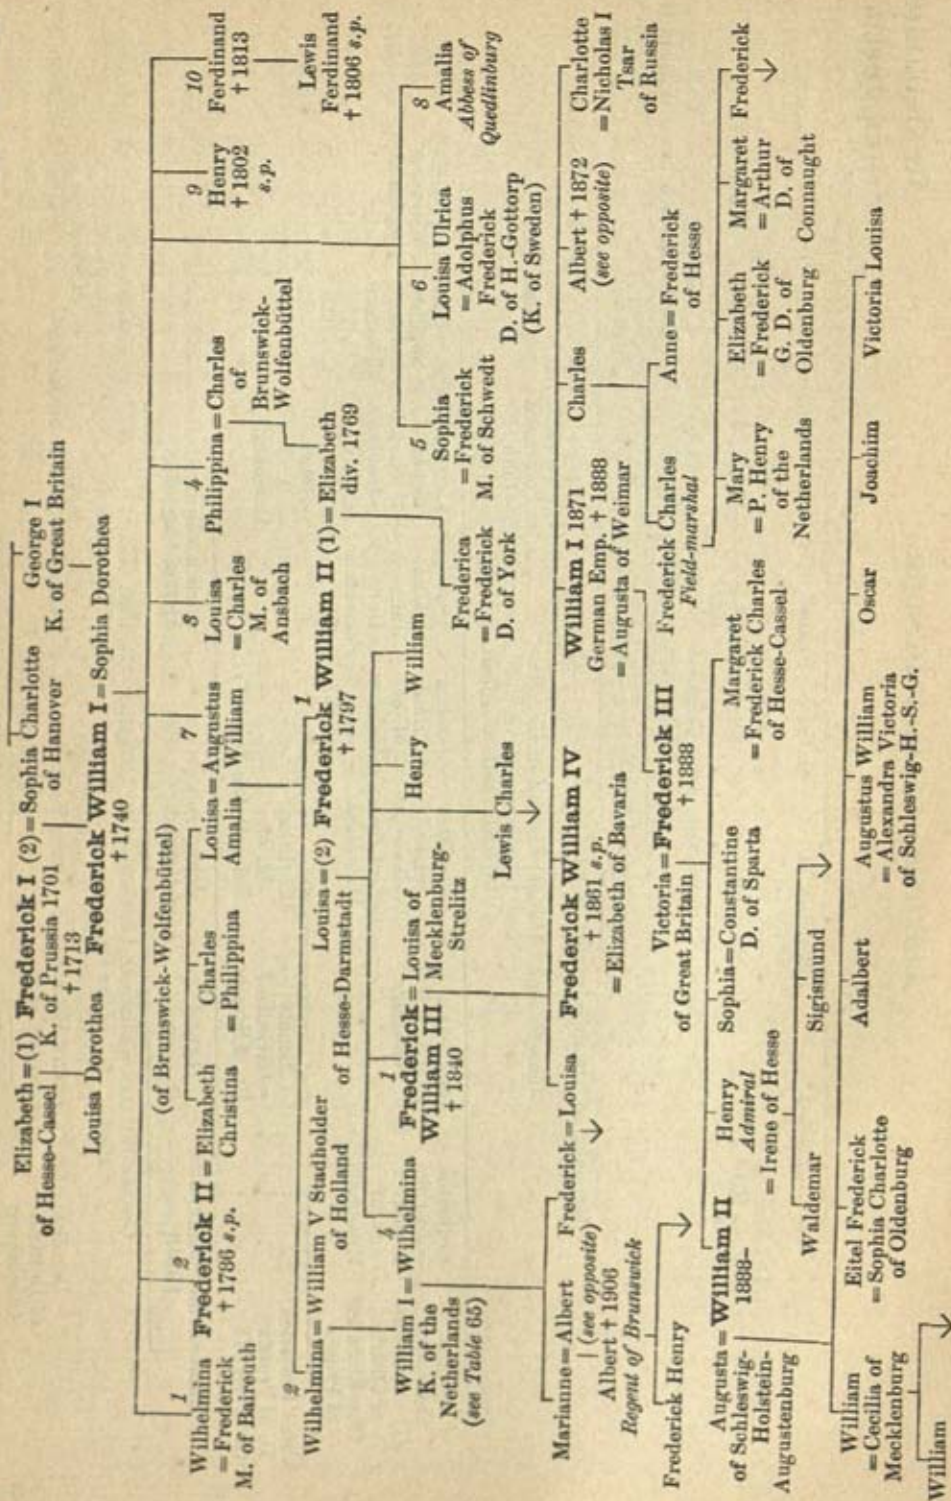 George I
K. of Great Britain
Elizabeth=(1) Frederick I (2)=Sophia Charlotte
of Hesse-Cassel
K. of Prussia 1701
of Hanover
† 1713
Louisa Dorothea
Frederick William I=Sophia Dorothea
† 1740
1
Wilhelmina
=Frederick
M. of Baireuth
2
Frederick II=Elizabeth
† 1786 s.p.
Christina
(of Brunswick-Wolfenbüttel)
Charles
=Philippina
Louisa=Augustus
Amalia
William
7
3
Louisa
=Charles
M. of
Ansbach
4
Philippina=Charles
of
Brunswick-
Wolfenbüttel
9
Henry
† 1802
s.p.
10
Ferdinand
† 1813
Lewis
Ferdinand
† 1806 s.p.
2
Wilhelmina=William V Stadholder
of Holland
1
Louisa=(2) Frederick William II (1)=Elizabeth
of Hesse-Darmstadt
† 1797
div. 1769
5
Sophia
=Frederick
M. of Schwedt
6
Louisa Ulrica
=Adolphus
Frederick
D. of H.-Gottorp
(K. of Sweden)
8
Amalia
Abbess of
Quedlinburg
4
William I=Wilhelmina
K. of the
Netherlands
(see Table 65)
1
Frederick=Louisa of
William III
Mecklenburg-
Strelitz
† 1840
Henry
William
Lewis Charles
Frederica
=Frederick
D. of York
Marianne=Albert
(see opposite)
Albert † 1906
Regent of Brunswick
Frederick=Louisa
Frederick William IV
† 1861 s.p.
=Elizabeth of Bavaria
William I 1871
German Emp. † 1888
=Augusta of Weimar
Charles
Albert † 1872
(see opposite)
Charlotte
=Nicholas I
Tsar
of Russia
Frederick Henry
Victoria=Frederick III
of Great Britain
† 1888
Frederick Charles
Field-marshal
Anne=Frederick
of Hesse
Augusta=William II
of Schleswig-
1888–
Holstein-
Augustenburg
Henry
Admiral
=Irene of Hesse
Sophia=Constantine
D. of Sparta
Margaret
=Frederick Charles
of Hesse-Cassel
Mary
=P. Henry
of the
Netherlands
Elizabeth
=Frederick
G. D. of
Oldenburg
Margaret
=Arthur
D. of
Connaught
Frederick
Waldemar
Sigismund
William
=Cecilia of
Mecklenburg
Eitel Frederick
=Sophia Charlotte
of Oldenburg
Adalbert
Augustus William
=Alexandra Victoria
of Schleswig-H.-S.-G.
Oscar
Joachim
Victoria Louisa
William